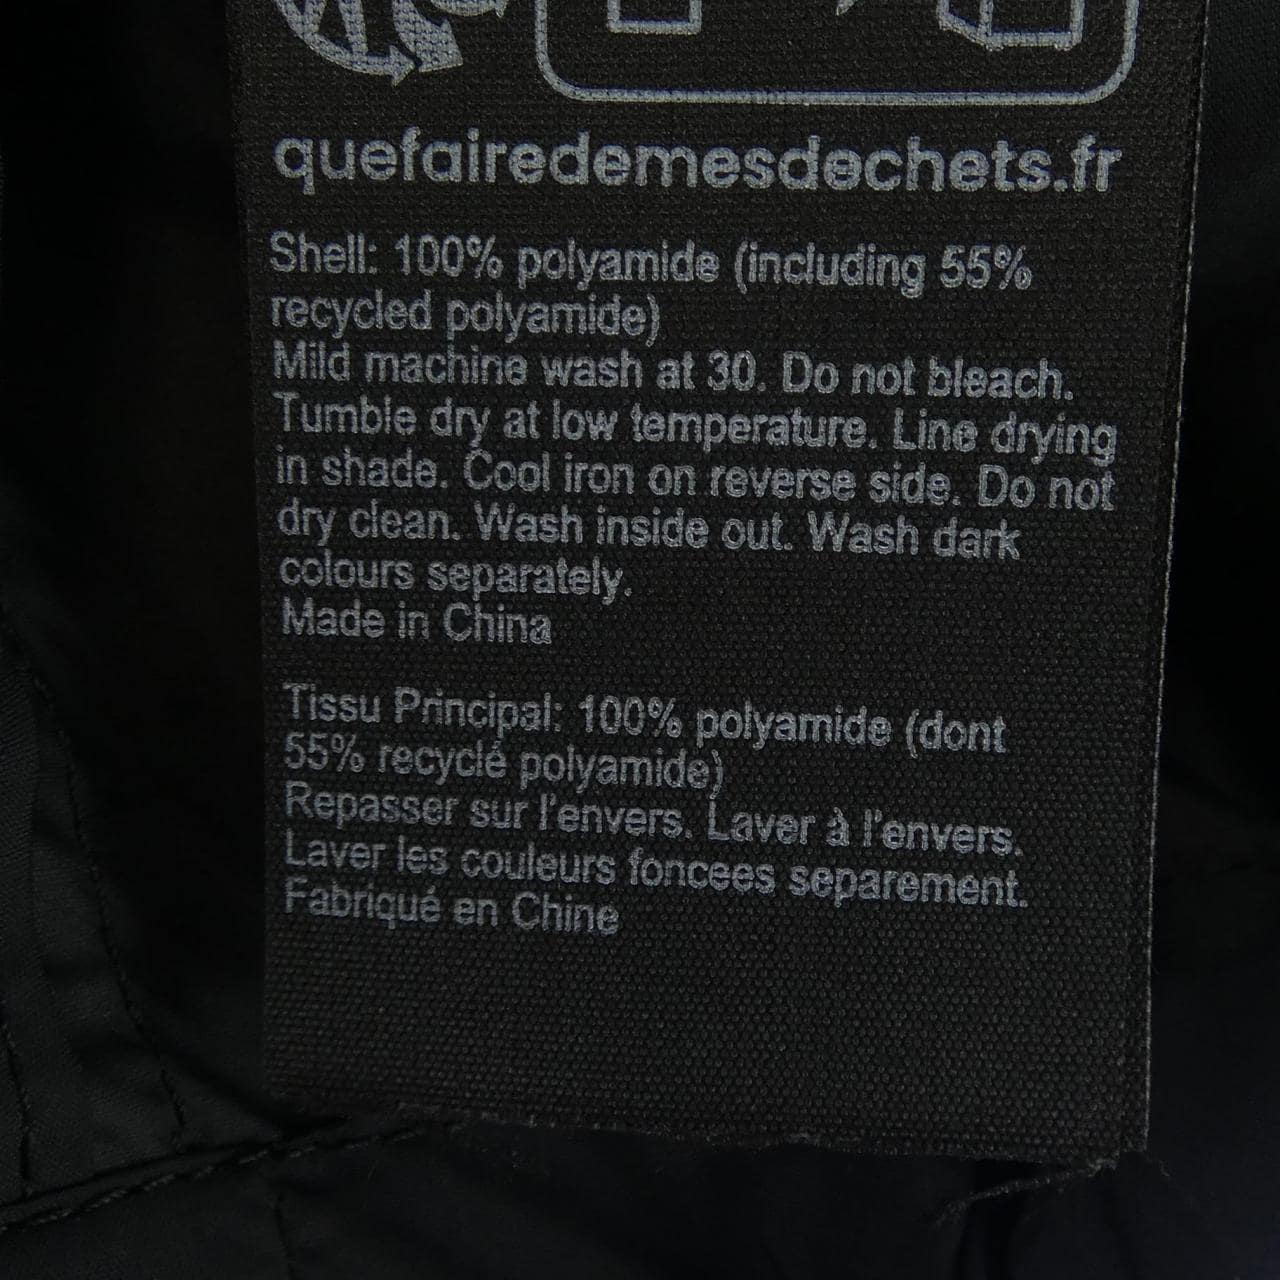 quefairedemesdechets.fr
Shell: 100% polyamide (including 55%
recycled polyamide)
Mild machine wash at 30. Do not bleach.
Tumble dry at low temperature. Line drying
in shade. Cool iron on reverse side. Do not
dry clean. Wash inside out. Wash dark
colours separately.
Made in China
Tissu Principal: 100% polyamide (dont
55% recyclé polyamide)
Repasser sur l'envers. Laver à l'envers.
Laver les couleurs foncees separement.
Fabriqué en Chine